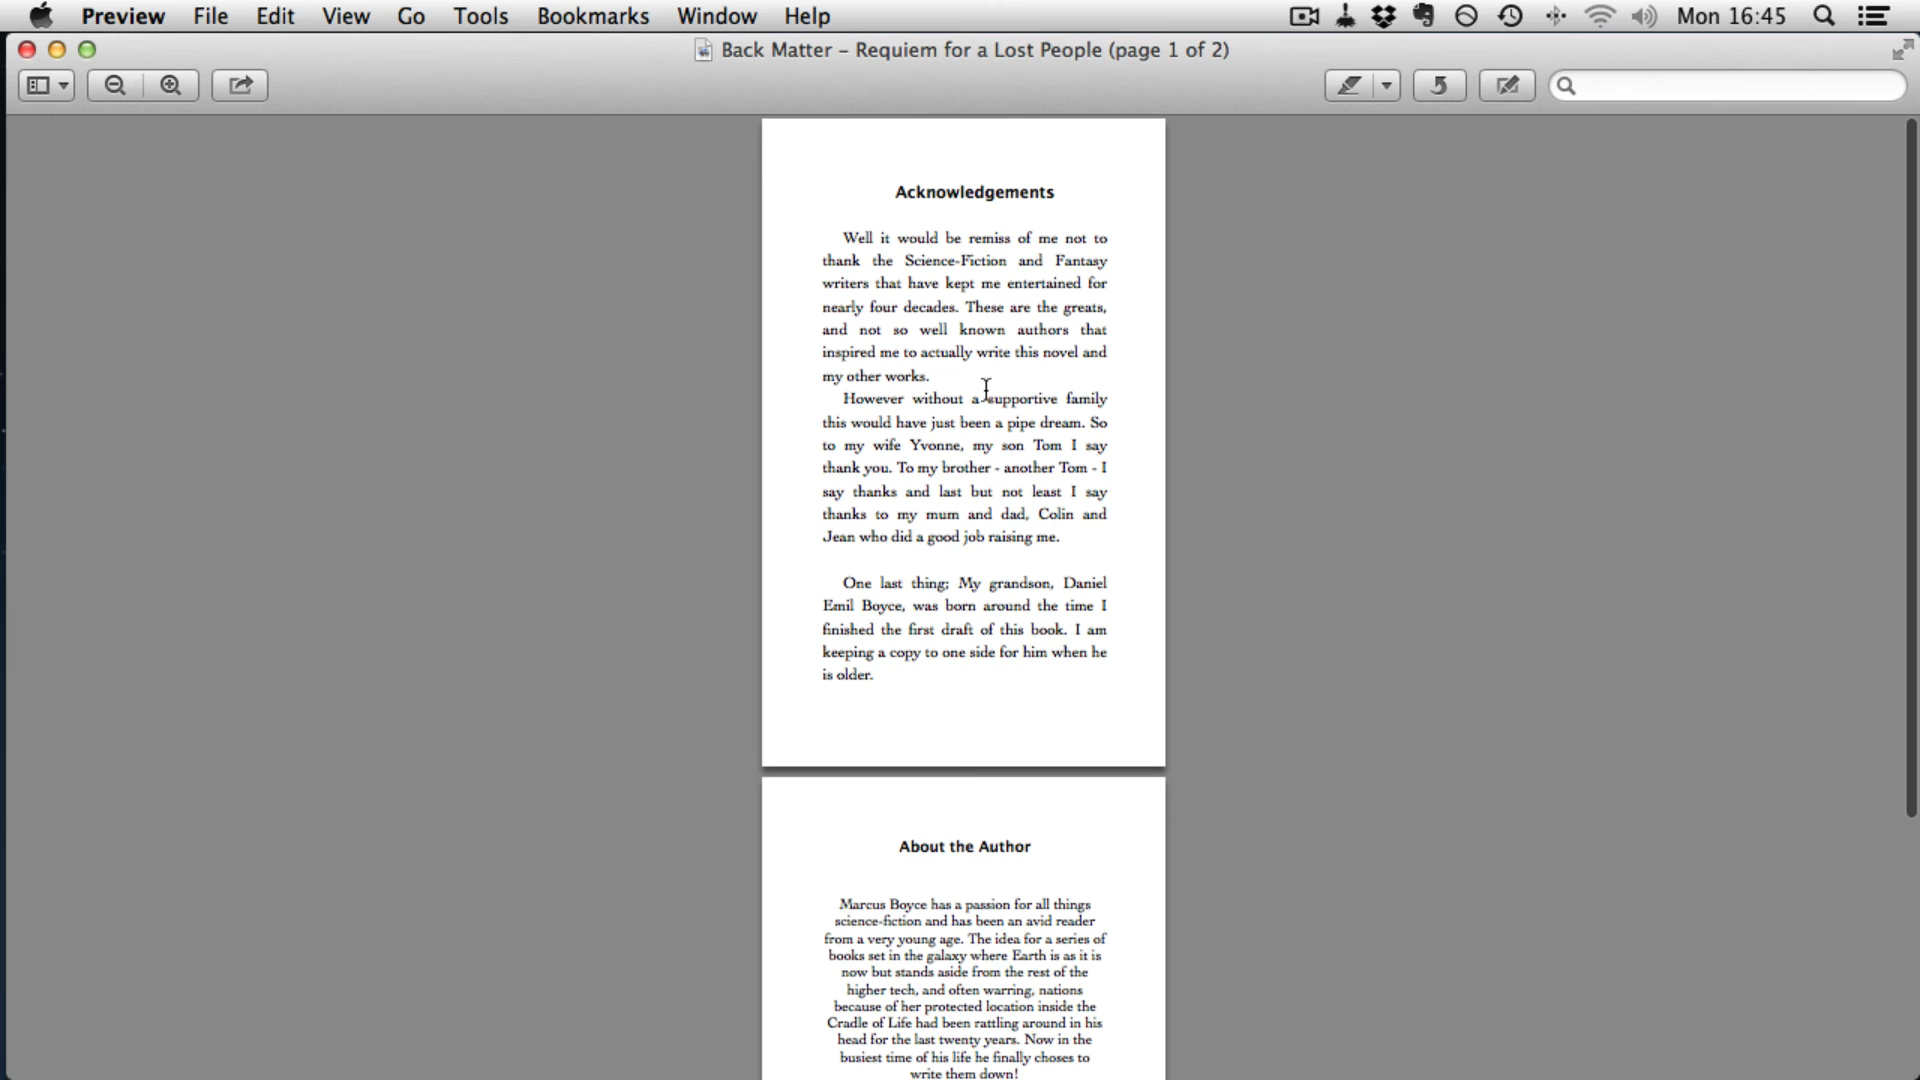 Preview File Edit View Go Tools Bookmarks Window Help Mon 16:45
Back Matter – Requiem for a Lost People (page 1 of 2)
Acknowledgements
Well it would be remiss of me not to
thank the Science-Fiction and Fantasy
writers that have kept me entertained for
nearly four decades. These are the greats,
and not so well known authors that
inspired me to actually write this novel and
my other works.
However without a supportive family
this would have just been a pipe dream. So
to my wife Yvonne, my son Tom I say
thank you. To my brother - another Tom - I
say thanks and last but not least I say
thanks to my mum and dad, Colin and
Jean who did a good job raising me.
One last thing; My grandson, Daniel
Emil Boyce, was born around the time I
finished the first draft of this book. I am
keeping a copy to one side for him when he
is older.
About the Author
Marcus Boyce has a passion for all things
science-fiction and has been an avid reader
from a very young age. The idea for a series of
books set in the galaxy where Earth is as it is
now but stands aside from the rest of the
higher tech, and often warring, nations
because of her protected location inside the
Cradle of Life had been rattling around in his
head for the last twenty years. Now in the
busiest time of his life he finally choses to
write them down!